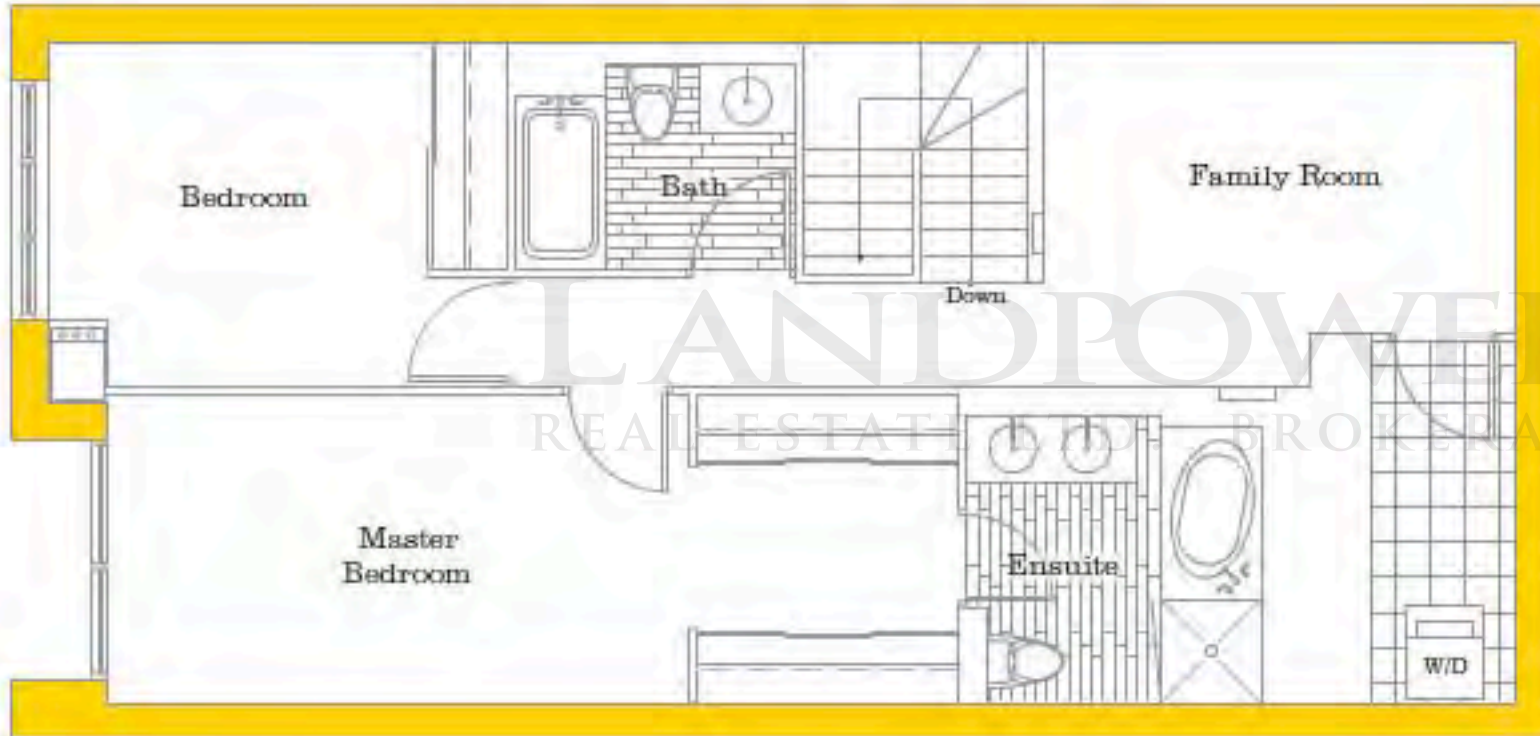 Bedroom
Bath
Family Room
Down
LANDPOWE
REAL ESTATE LTD BROKERA
Master
Bedroom
Ensuite
W/D